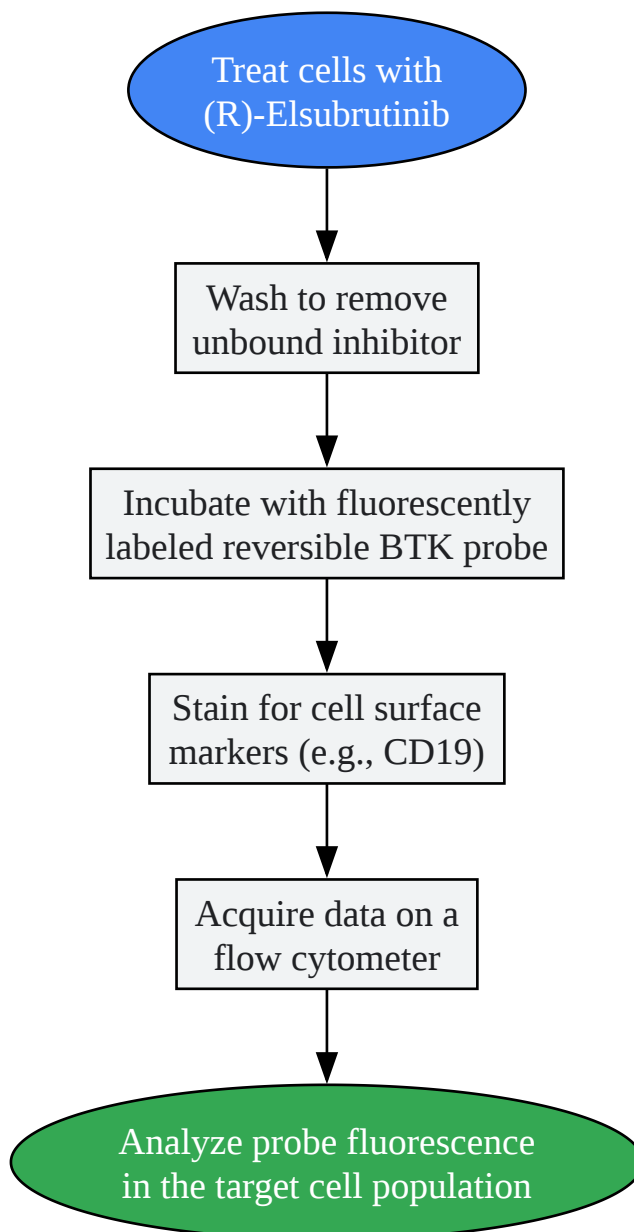 Treat cells with
(R)-Elsubrutinib
Wash to remove
unbound inhibitor
Incubate with fluorescently
labeled reversible BTK probe
Stain for cell surface
markers (e.g., CD19)
Acquire data on a
flow cytometer
Analyze probe fluorescence
in the target cell population